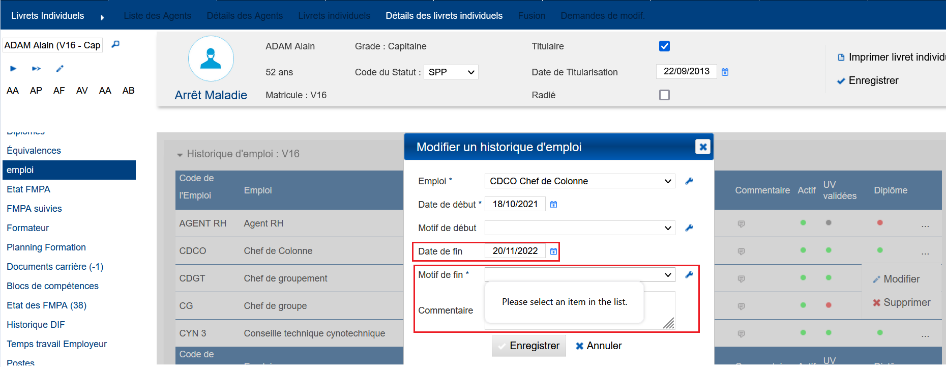 Livrets Individuels Liste des Agents Détails des Agents Livrets individuels Détails des livrets individuels Fusion Demandes de modif.
ADAM Alain (V16 - Cap
AA AP AF AV AA AB
Arrêt Maladie
ADAM Alain Grade : Capitaine Titulaire
52 ans Code du Statut : SPP Date de Titularisation 22/09/2013
Matricule : V16 Radié
Imprimer livret individu
Enregistrer
Diplômes
Équivalences
emploi
Etat FMPA
FMPA suivies
Formateur
Planning Formation
Documents carrière (-1)
Blocs de compétences
Etat des FMPA (38)
Historique DIF
Temps travail Employeur
Postes
Historique d'emploi : V16
Code de l'Emploi Emploi Commentaire Actif UV validées Diplôme
AGENT RH Agent RH ...
CDCO Chef de Colonne ...
CDGT Chef de groupement
CG Chef de groupe
CYN 3 Conseille technique cynotechnique ...
Code de
UV
Modifier
Supprimer
Modifier un historique d'emploi
Emploi * CDCO Chef de Colonne
Date de début * 18/10/2021
Motif de début
Date de fin 20/11/2022
Motif de fin *
Please select an item in the list.
Commentaire
Enregistrer Annuler